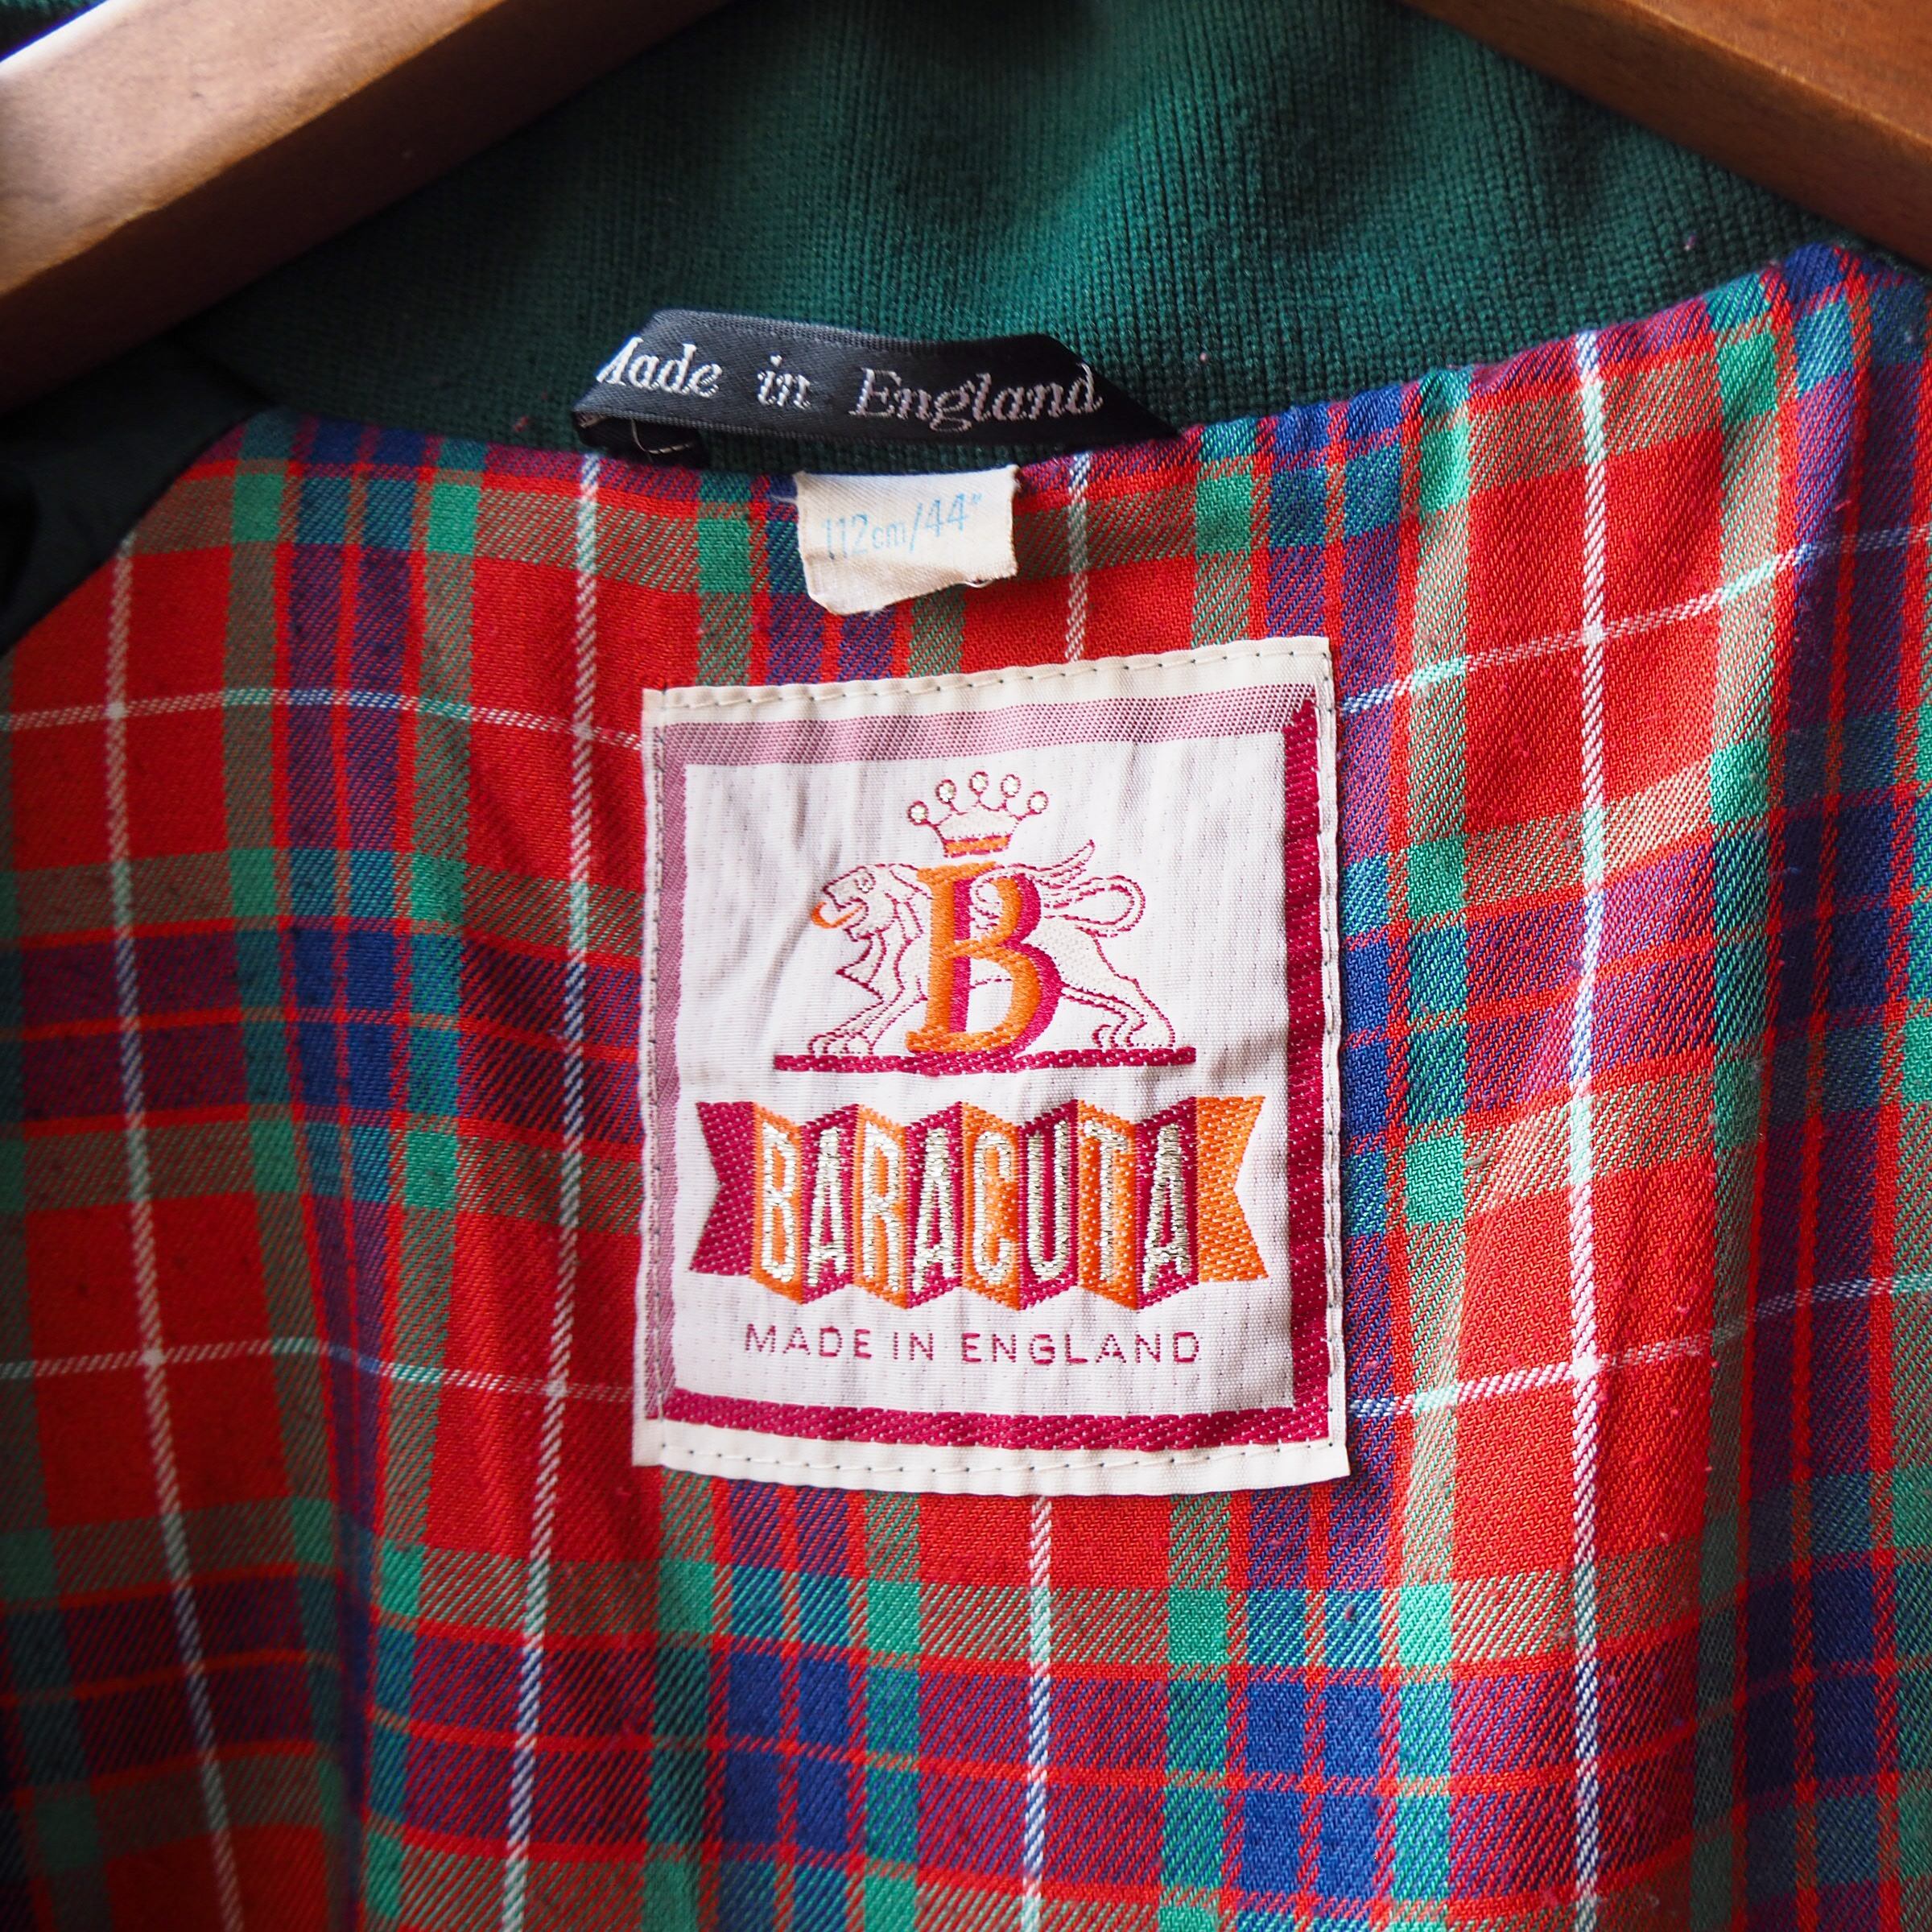 Made in England
112cm/44"
B
BARACUTA
MADE IN ENGLAND